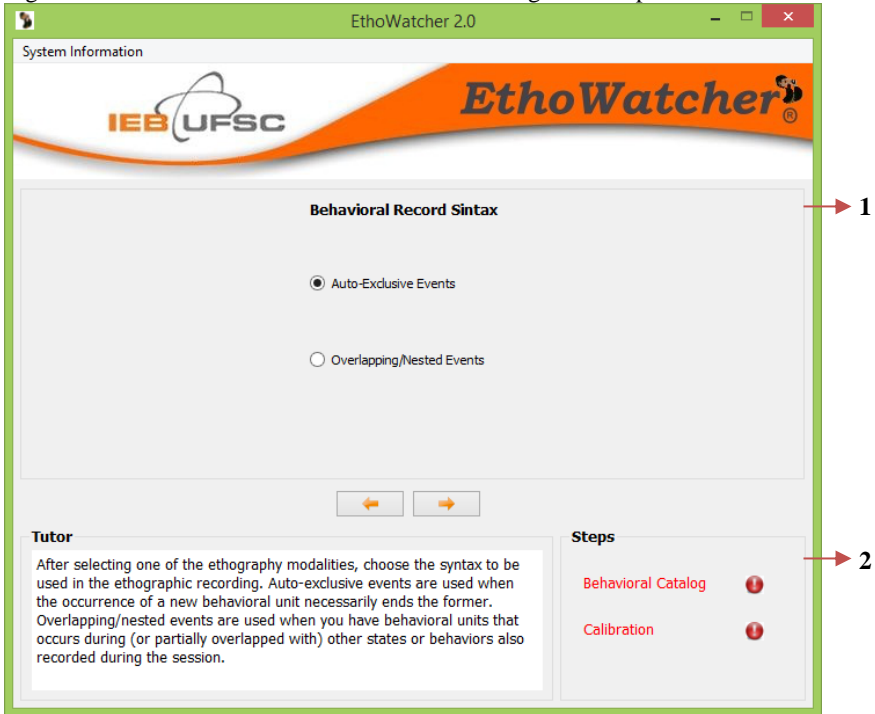 EthoWatcher 2.0
System Information
IEB UFSC
EthoWatcher ®
Behavioral Record Sintax
1
Auto-Exclusive Events
Overlapping/Nested Events
Tutor
After selecting one of the ethography modalities, choose the syntax to be
used in the ethographic recording. Auto-exclusive events are used when
the occurrence of a new behavioral unit necessarily ends the former.
Overlapping/nested events are used when you have behavioral units that
occurs during (or partially overlapped with) other states or behaviors also
recorded during the session.
Steps
2
Behavioral Catalog
Calibration